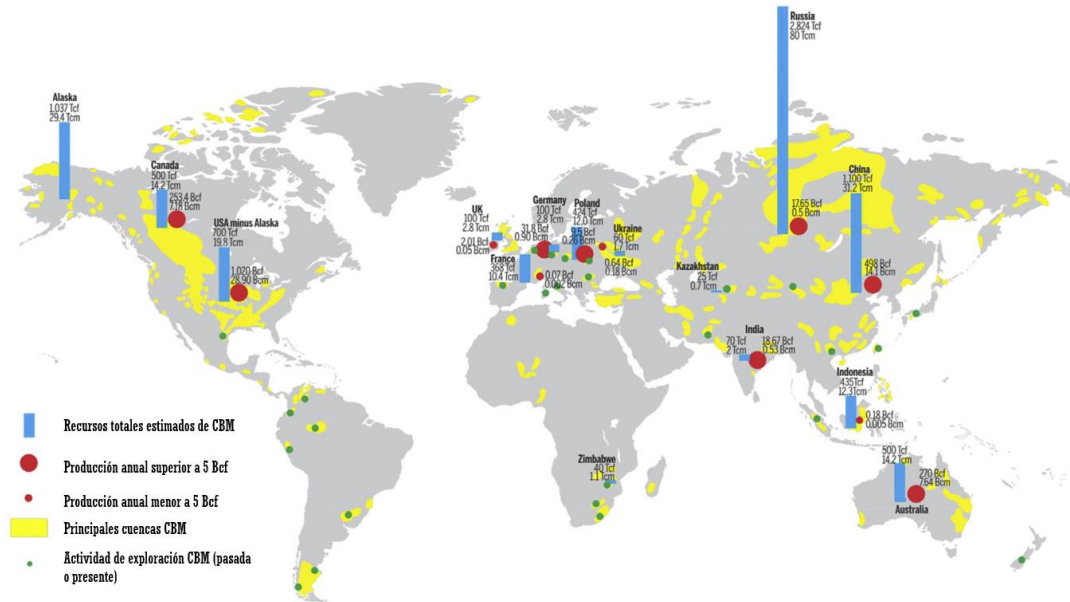 Russia
2.824 Tcf
80 Tcm
Alaska
1.037 Tcf
29.4 Tcm
Canada
500 Tcf
14.2 Tcm
253.4 Bcf
7.18 Bcm
USA minus Alaska
700 Tcf
19.8 Tcm
1.020 Bcf
28.90 Bcm
UK
100 Tcf
2.8 Tcm
2.01 Bcf
0.05 Bcm
Germany
100 Tcf
2.8 Tcm
31.8 Bcf
0.90 Bcm
Poland
424 Tcf
12.0 Tcm
Bcf
0.26 Bcm
Ukraine
60 Tcf
1.7 Tcm
0.64 Bcf
0.18 Bcm
France
368 Tcf
10.4 Tcm
0.07 Bcf
0.002 Bcm
Kazakhstan
25 Tcf
0.7 Tcm
17.65 Bcf
0.5 Bcm
China
1,100 Tcf
31.2 Tcm
498 Bcf
14.1 Bcm
India
70 Tcf
2 Tcm
18.67 Bcf
0.53 Bcm
Indonesia
435Tcf
12.3Tcm
0.18 Bcf
0.005 Bcm
Zimbabwe
40 Tcf
1.1 Tcm
500 Tcf
14.2 Tcm
270 Bcf
7.64 Bcm
Australia
Recursos totales estimados de CBM
Producción anual superior a 5 Bcf
Producción anual menor a 5 Bcf
Principales cuencas CBM
Actividad de exploración CBM (pasada
o presente)